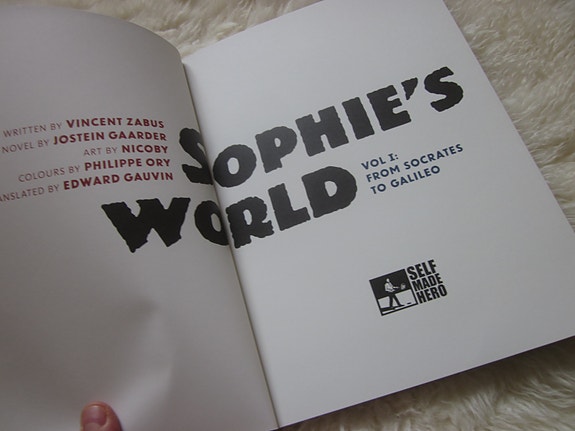 WRITTEN BY VINCENT ZABUS
NOVEL BY JOSTEIN GAARDER
ART BY NICOBY
COLOURS BY PHILIPPE ORY
ANSLATED BY EDWARD GAUVIN
SOPHIE'S
WORLD
VOL I:
FROM SOCRATES
TO GALILEO
SELF
MADE
HERO